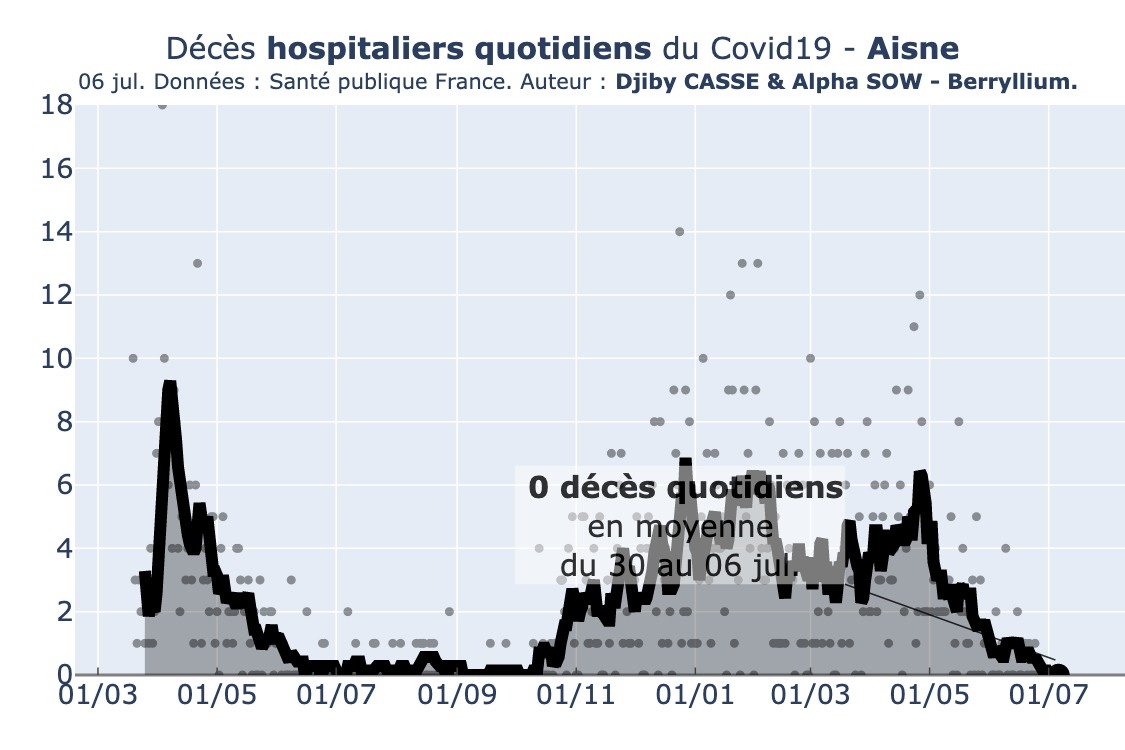 Décès hospitaliers quotidiens du Covid19 - Aisne
06 jul. Données : Santé publique France. Auteur : Djiby CASSE & Alpha SOW - Berryllium.
18
16
14
12
10
8
6
4
2
0
0 décès quotidiens
en moyenne
du 30 au 06 jul.
01/03 01/05 01/07 01/09 01/11 01/01 01/03 01/05 01/07